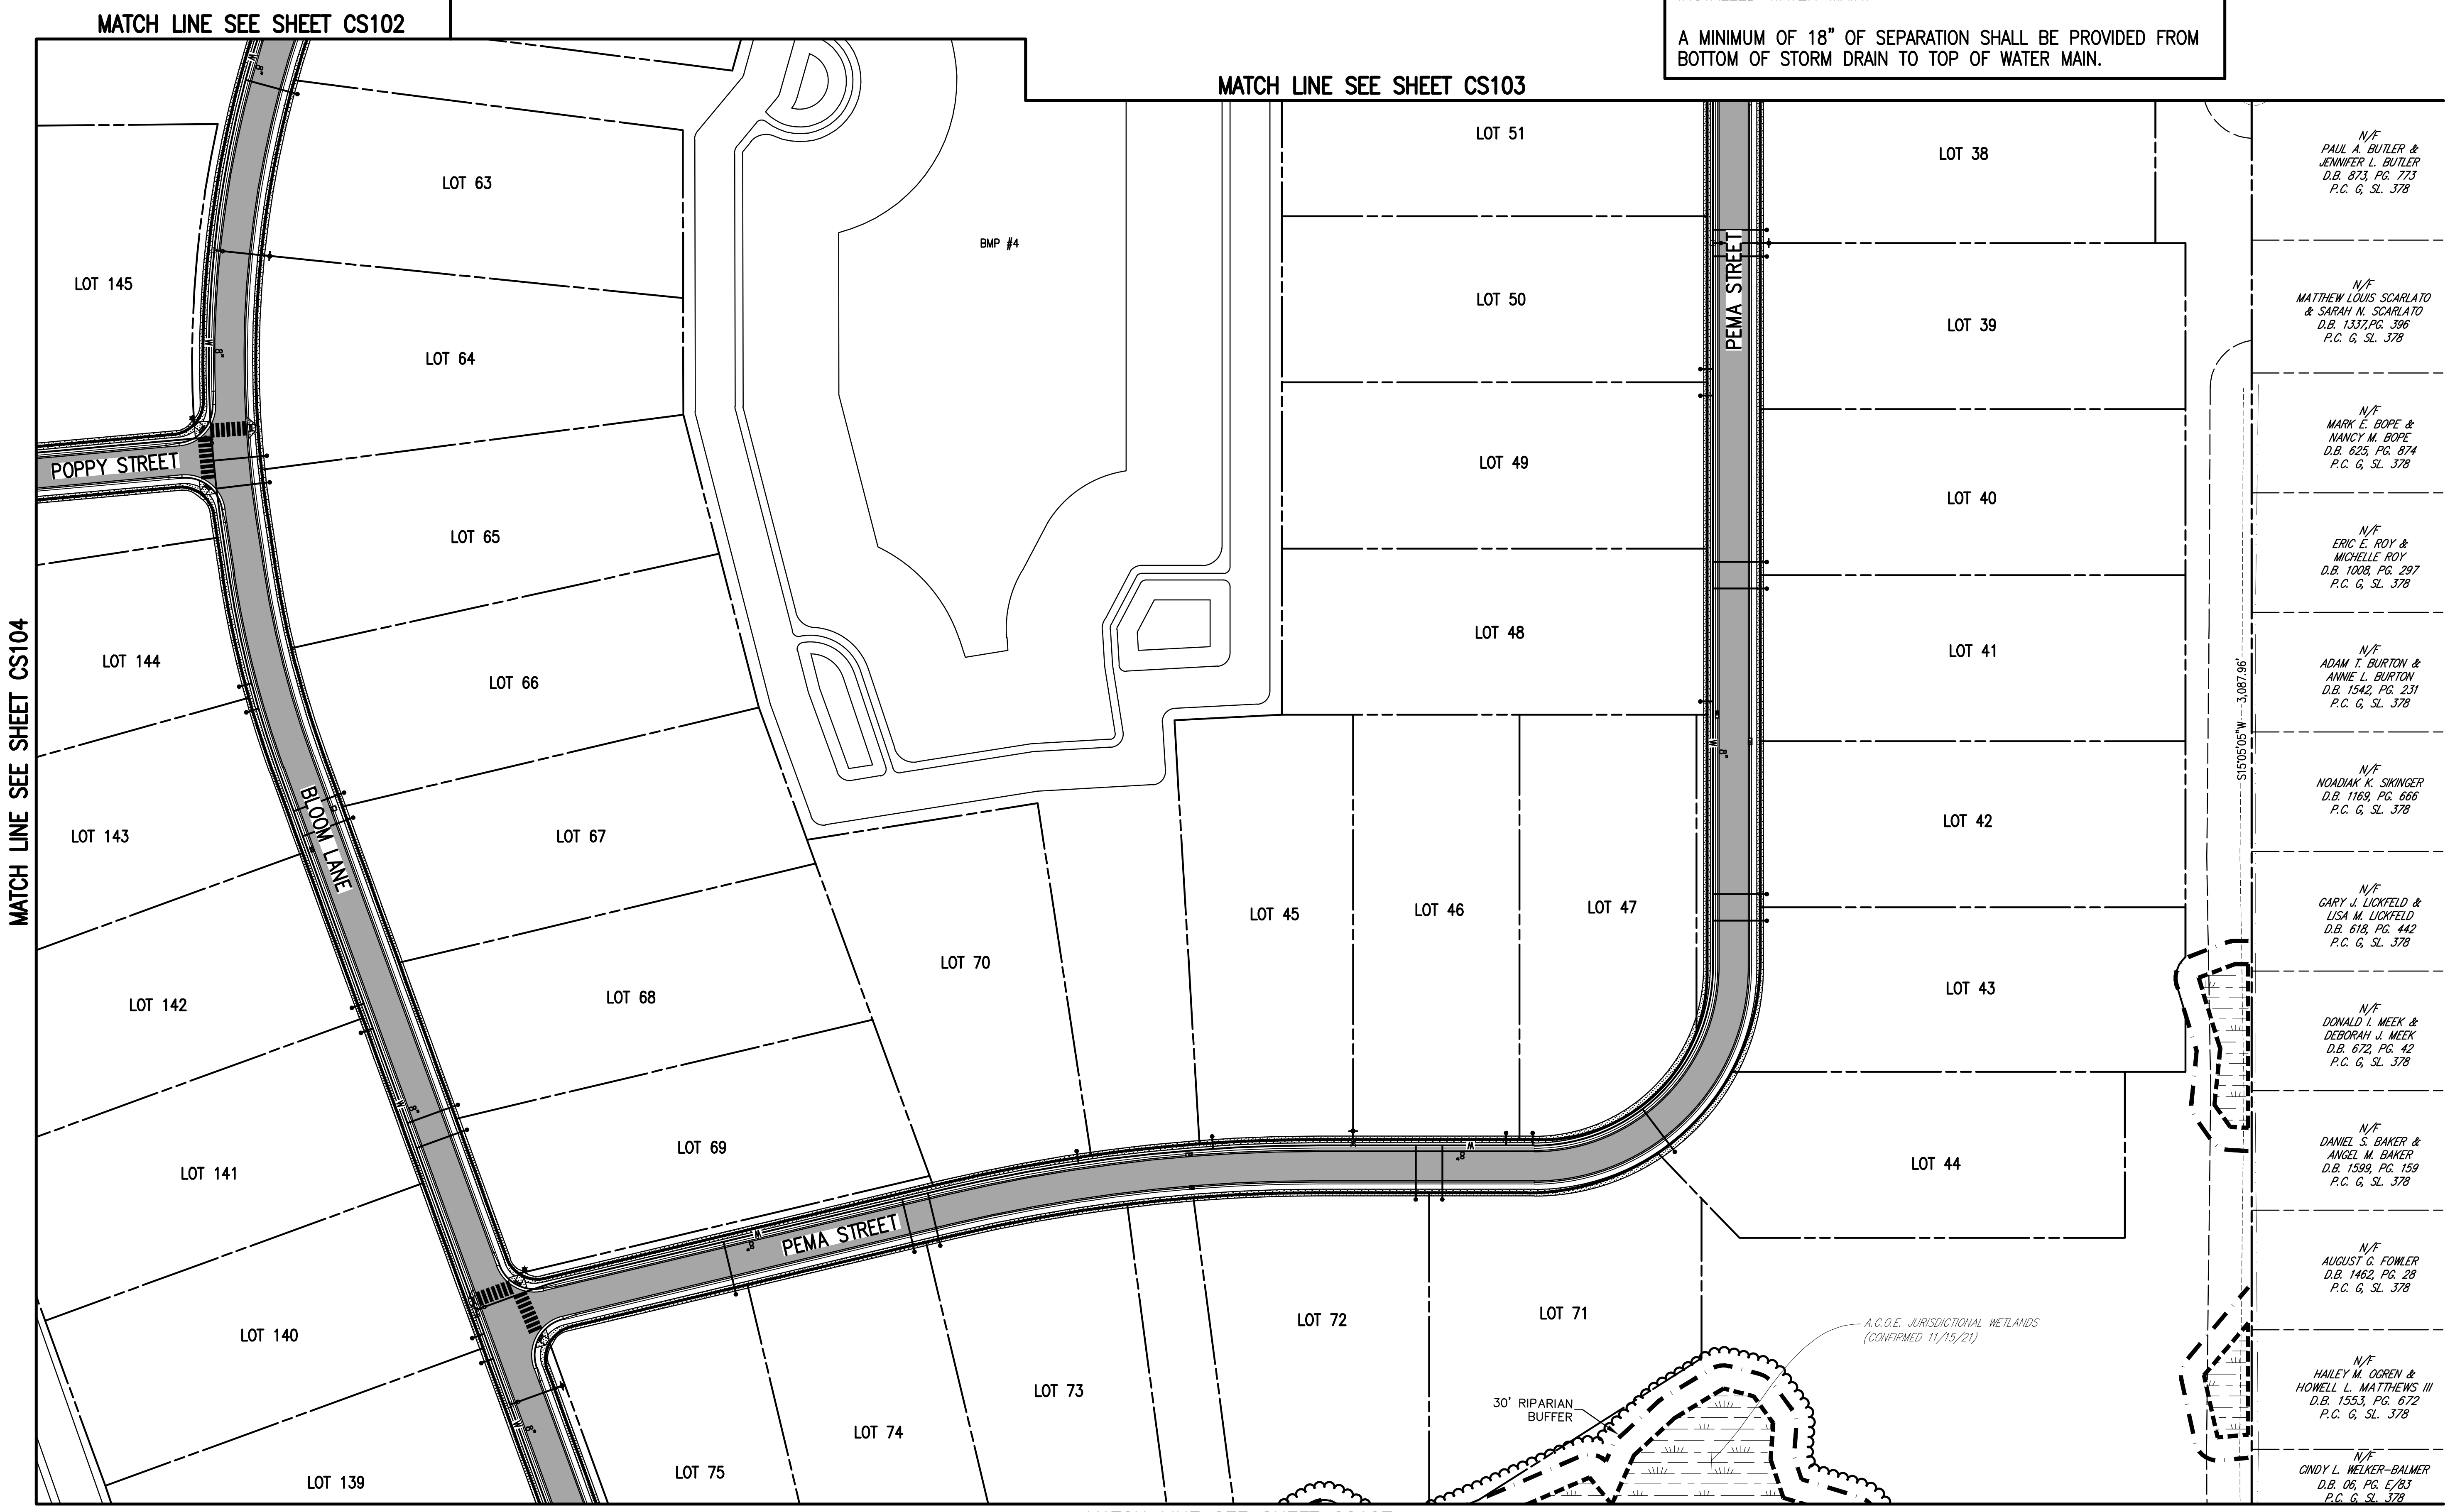 MATCH LINE SEE SHEET CS102
A MINIMUM OF 18" OF SEPARATION SHALL BE PROVIDED FROM
BOTTOM OF STORM DRAIN TO TOP OF WATER MAIN.
MATCH LINE SEE SHEET CS103
MATCH LINE SEE SHEET CS104
LOT 145
LOT 63
LOT 64
LOT 65
LOT 66
LOT 67
LOT 68
LOT 69
LOT 70
POPPY STREET
LOT 144
LOT 143
LOT 142
LOT 141
LOT 140
LOT 139
BLOOM LANE
W
8"
W
8"
W
8"
W
8"
BMP #4
LOT 51
LOT 50
LOT 49
LOT 48
LOT 45
LOT 46
LOT 47
PEMA STREET
W
8"
LOT 38
LOT 39
LOT 40
LOT 41
LOT 42
LOT 43
LOT 44
W
8"
PEMA STREET
W
8"
LOT 75
LOT 74
LOT 73
LOT 72
LOT 71
30' RIPARIAN
BUFFER
A.C.O.E. JURISDICTIONAL WETLANDS
(CONFIRMED 11/15/21)
S15°05'05"W 3,087.96'
N/F
PAUL A. BUTLER &
JENNIFER L. BUTLER
D.B. 873, PG. 773
P.C. G, SL. 378
N/F
MATTHEW LOUIS SCARLATO
& SARAH N. SCARLATO
D.B. 1337,PG. 396
P.C. G, SL. 378
N/F
MARK E. BOPE &
NANCY M. BOPE
D.B. 625, PG. 874
P.C. G, SL. 378
N/F
ERIC E. ROY &
MICHELLE ROY
D.B. 1008, PG. 297
P.C. G, SL. 378
N/F
ADAM T. BURTON &
ANNIE L. BURTON
D.B. 1542, PG. 231
P.C. G, SL. 378
N/F
NOADIAK K. SIKINGER
D.B. 1169, PG. 666
P.C. G, SL. 378
N/F
GARY J. LICKFELD &
LISA M. LICKFELD
D.B. 618, PG. 442
P.C. G, SL. 378
N/F
DONALD I. MEEK &
DEBORAH J. MEEK
D.B. 672, PG. 42
P.C. G, SL. 378
N/F
DANIEL S. BAKER &
ANGEL M. BAKER
D.B. 1599, PG. 159
P.C. G, SL. 378
N/F
AUGUST G. FOWLER
D.B. 1462, PG. 28
P.C. G, SL. 378
N/F
HAILEY M. OGREN &
HOWELL L. MATTHEWS III
D.B. 1553, PG. 672
P.C. G, SL. 378
N/F
CINDY L. WELKER-BALMER
D.B. 06, PG. E/83
P.C. G, SL. 378